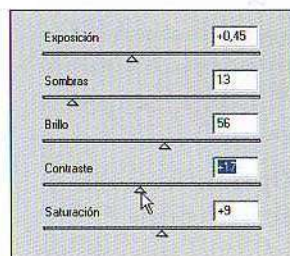 Exposición +0,45
Sombras 13
Brillo 56
Contraste -17
Saturación +9